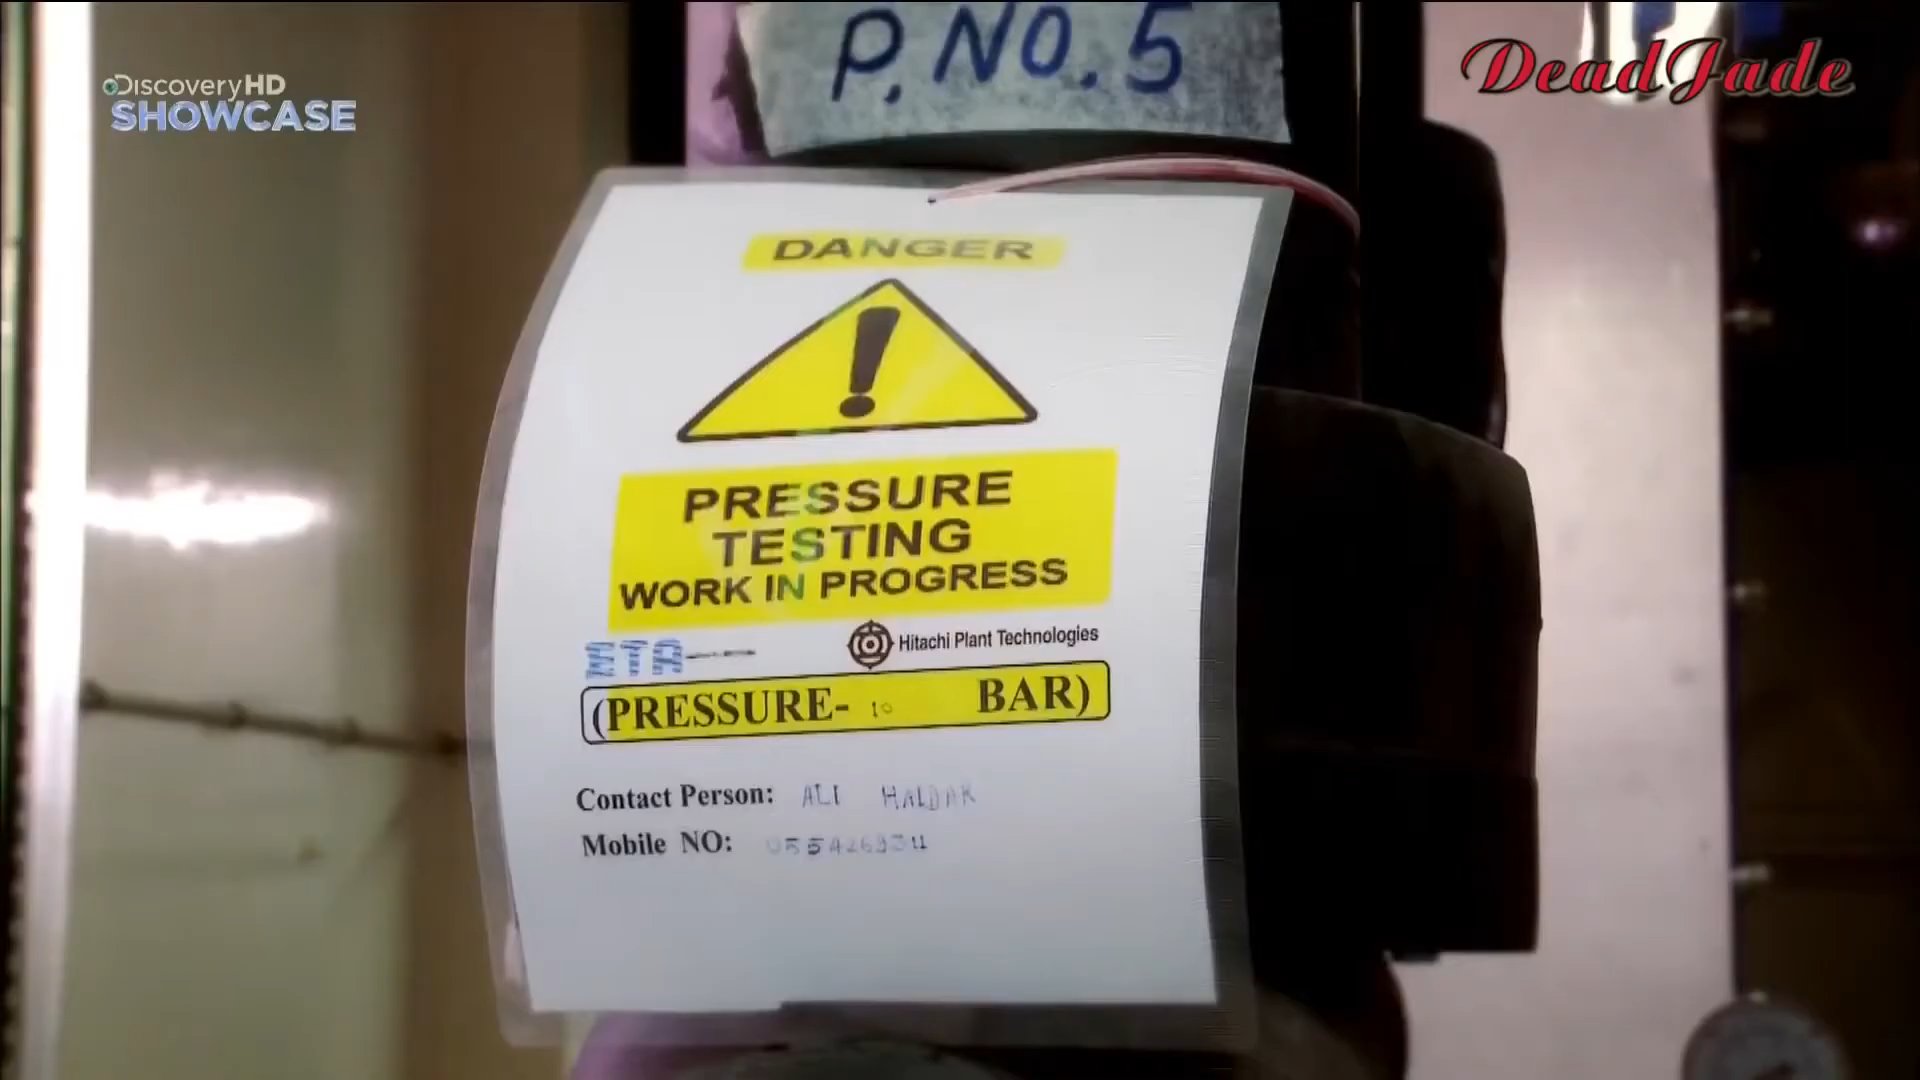 P. NO. 5
DiscoveryHD
SHOWCASE
DeadJade
DANGER
PRESSURE
TESTING
WORK IN PROGRESS
ETA
Hitachi Plant Technologies
(PRESSURE- 10 BAR)
Contact Person: ALI HALDAR
Mobile NO: